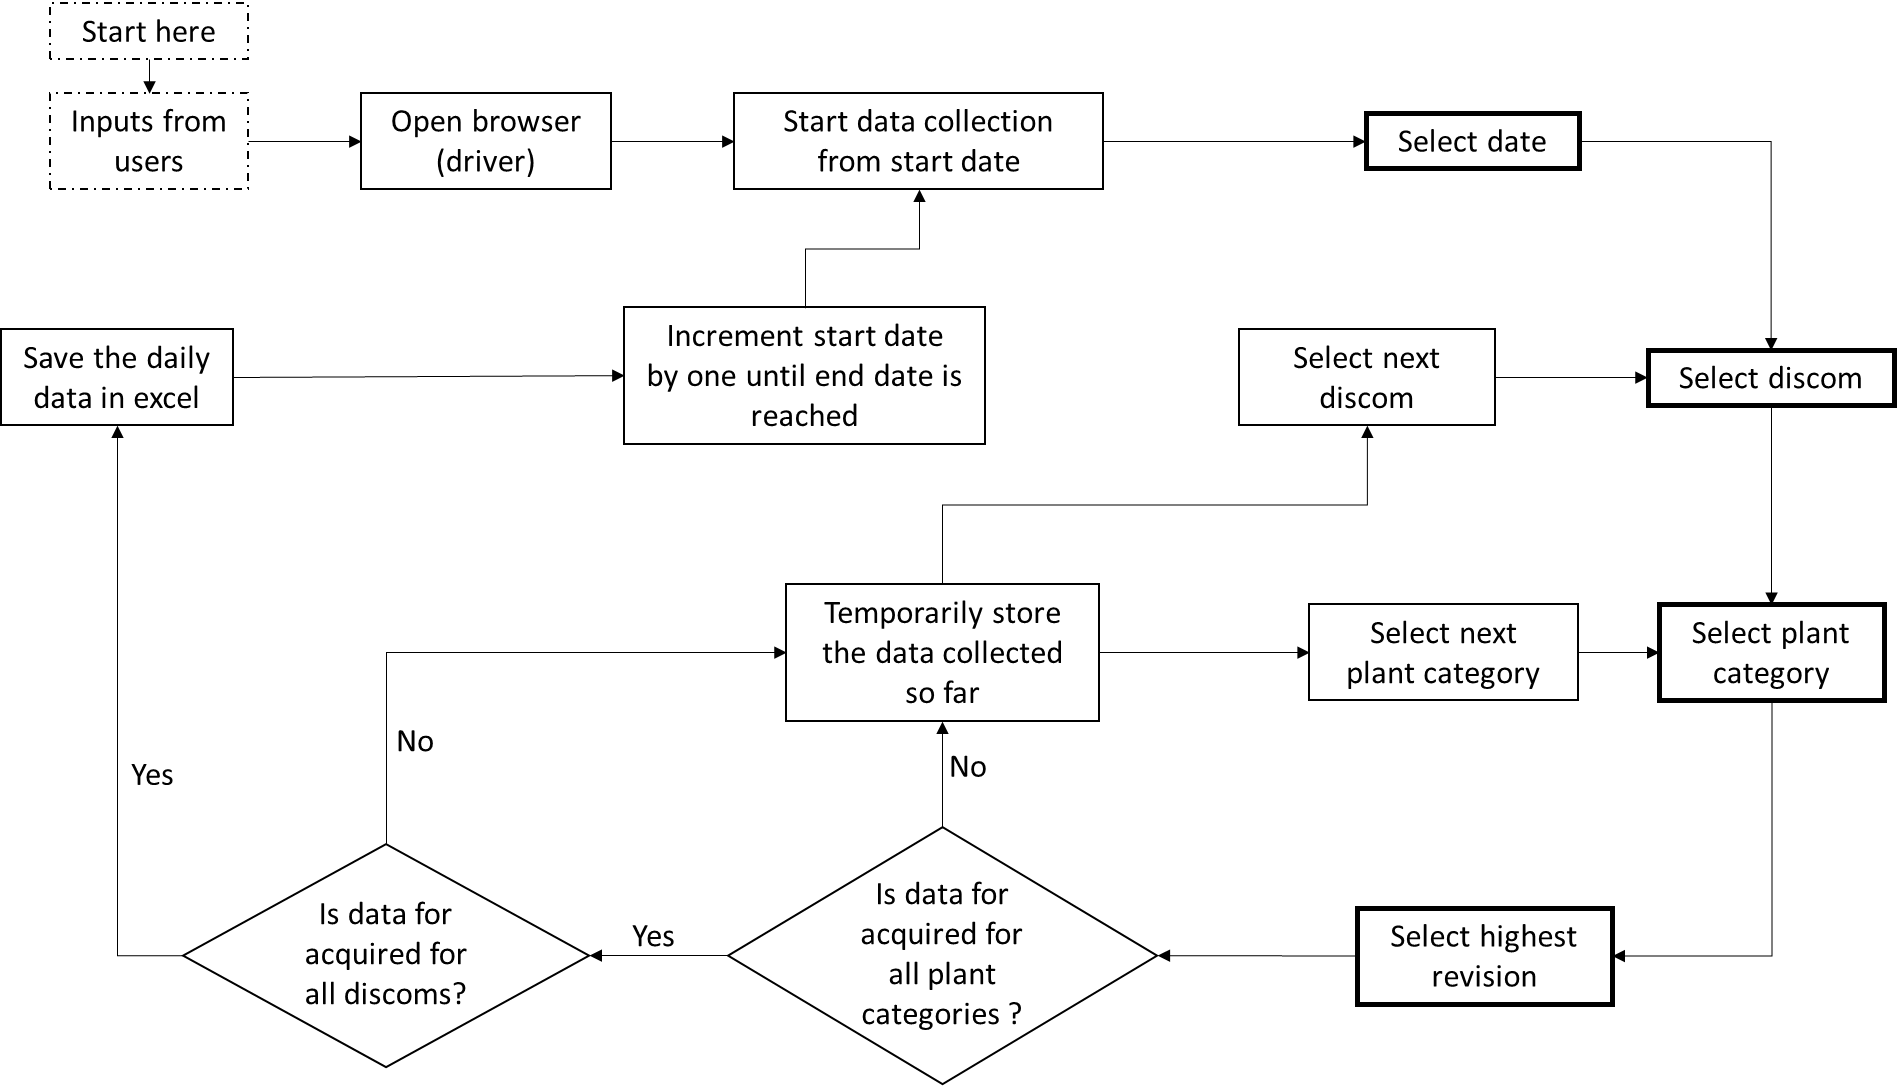 Start here
Inputs from
users
Open browser
(driver)
Start data collection
from start date
Select date
Save the daily
data in excel
Increment start date
by one until end date is
reached
Select next
discom
Select discom
Temporarily store
the data collected
so far
Select next
plant category
Select plant
category
No
Yes
No
Is data for
acquired for
all discoms?
Yes
Is data for
acquired for
all plant
categories ?
Select highest
revision